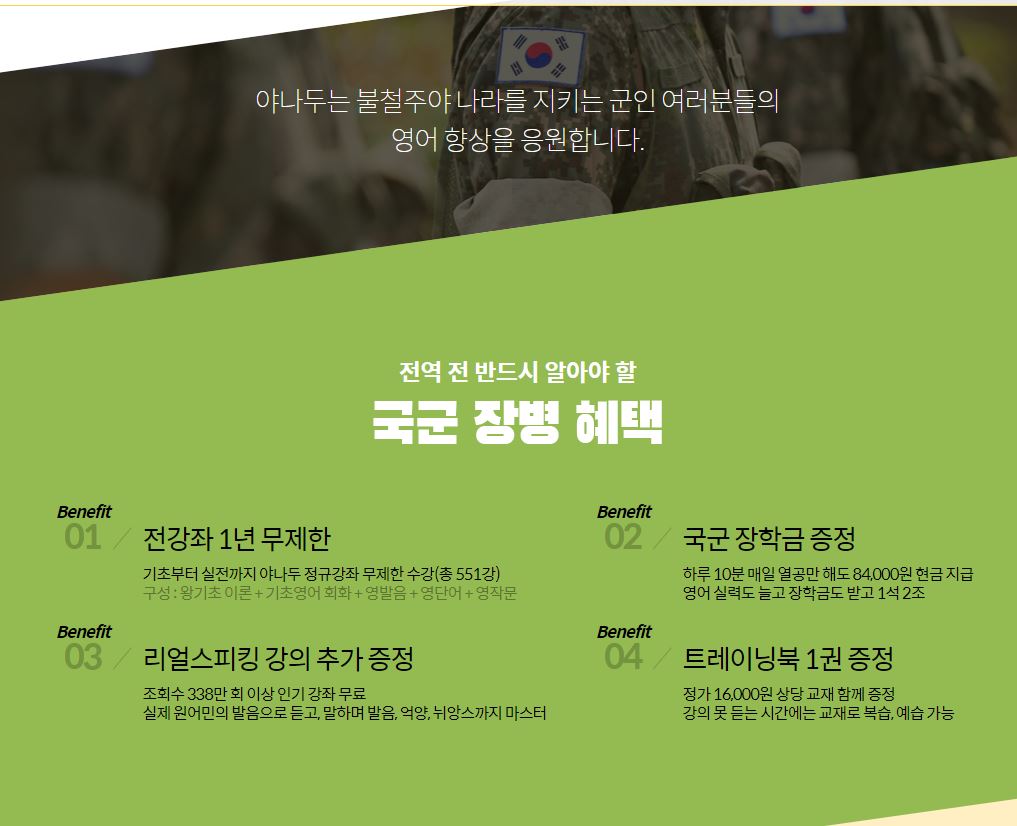 야나두는 불철주야 나라를 지키는 군인 여러분들의
영어 향상을 응원합니다.
전역 전 반드시 알아야 할
국군 장병 혜택
Benefit
01 / 전강좌 1년 무제한
기초부터 실전까지 야나두 정규강좌 무제한 수강(총 551강)
구성 : 왕기초 이론 + 기초영어 회화 + 영발음 + 영단어 + 영작문
Benefit
02 / 국군 장학금 증정
하루 10분 매일 열공만 해도 84,000원 현금 지급
영어 실력도 늘고 장학금도 받고 1석 2조
Benefit
03 / 리얼스피킹 강의 추가 증정
조회수 338만 회 이상 인기 강좌 무료
실제 원어민의 발음으로 듣고, 말하며 발음, 억양, 뉘앙스까지 마스터
Benefit
04 / 트레이닝북 1권 증정
정가 16,000원 상당 교재 함께 증정
강의 못 듣는 시간에는 교재로 복습, 예습 가능